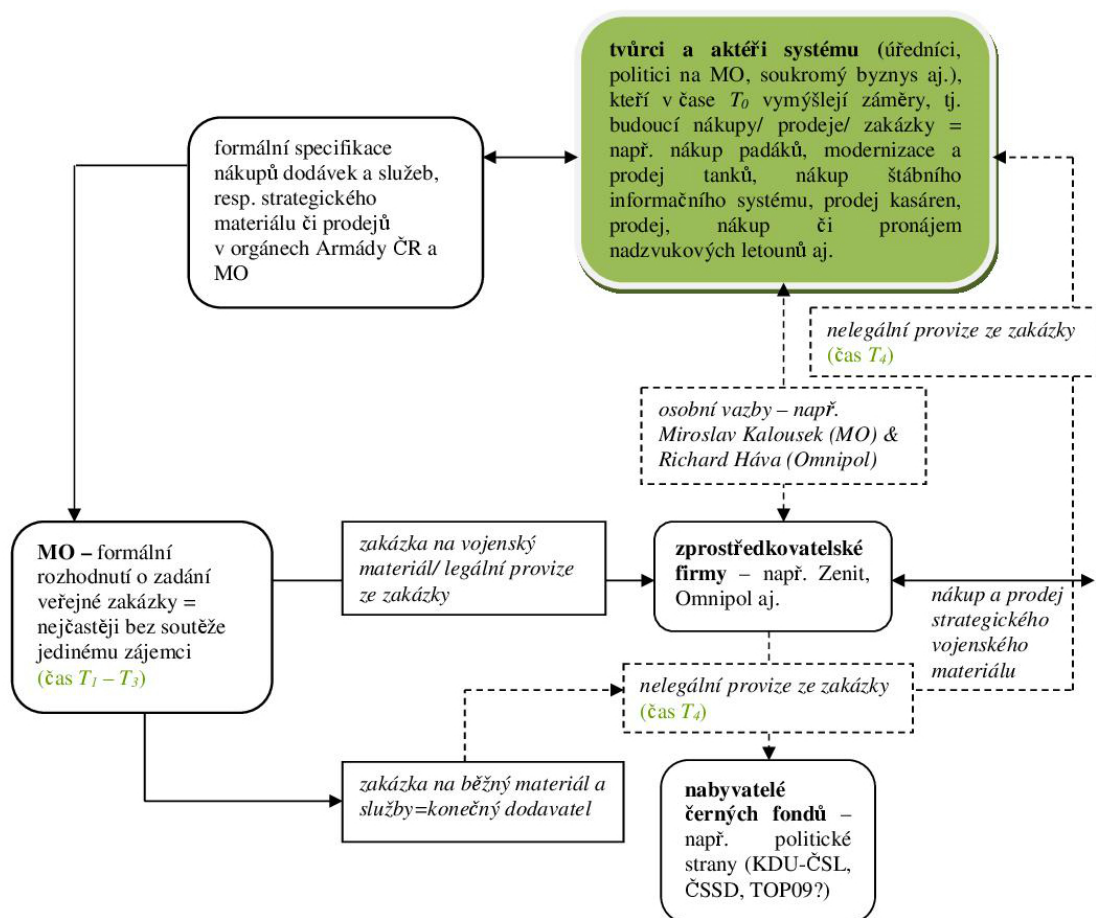 tvůrci a aktéři systému (úředníci,
politici na MO, soukromý byznys aj.),
kteří v čase T0 vymýšlejí záměry, tj.
budoucí nákupy/ prodeje/ zakázky =
např. nákup padáků, modernizace a
prodej tanků, nákup štábního
informačního systému, prodej kasáren,
prodej, nákup či pronájem
nadzvukových letounů aj.
formální specifikace
nákupů dodávek a služeb,
resp. strategického
materiálu či prodejů
v orgánech Armády ČR a
MO
nelegální provize ze zakázky
(čas T4)
osobní vazby – např.
Miroslav Kalousek (MO) &
Richard Háva (Omnipol)
MO – formální
rozhodnutí o zadání
veřejné zakázky =
nejčastěji bez soutěže
jedinému zájemci
(čas T1 – T3)
zakázka na vojenský
materiál/ legální provize
ze zakázky
zprostředkovatelské
firmy – např. Zenit,
Omnipol aj.
nákup a prodej
strategického
vojenského
materiálu
nelegální provize ze zakázky
(čas T4)
zakázka na běžný materiál a
služby=konečný dodavatel
nabyvatelé
černých fondů –
např. politické
strany (KDU-ČSL,
ČSSD, TOP09?)